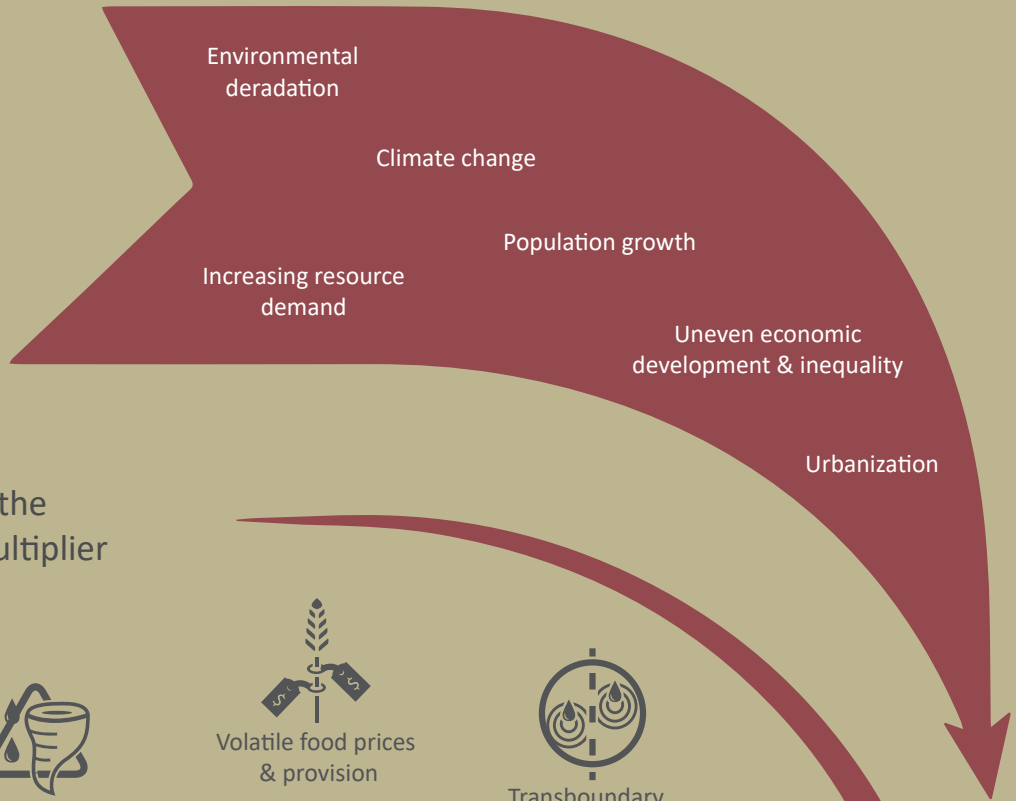 Environmental
deradation
Climate change
Population growth
Increasing resource
demand
Uneven economic
development & inequality
Urbanization
the
Volatile food prices
& provision
Transboundary